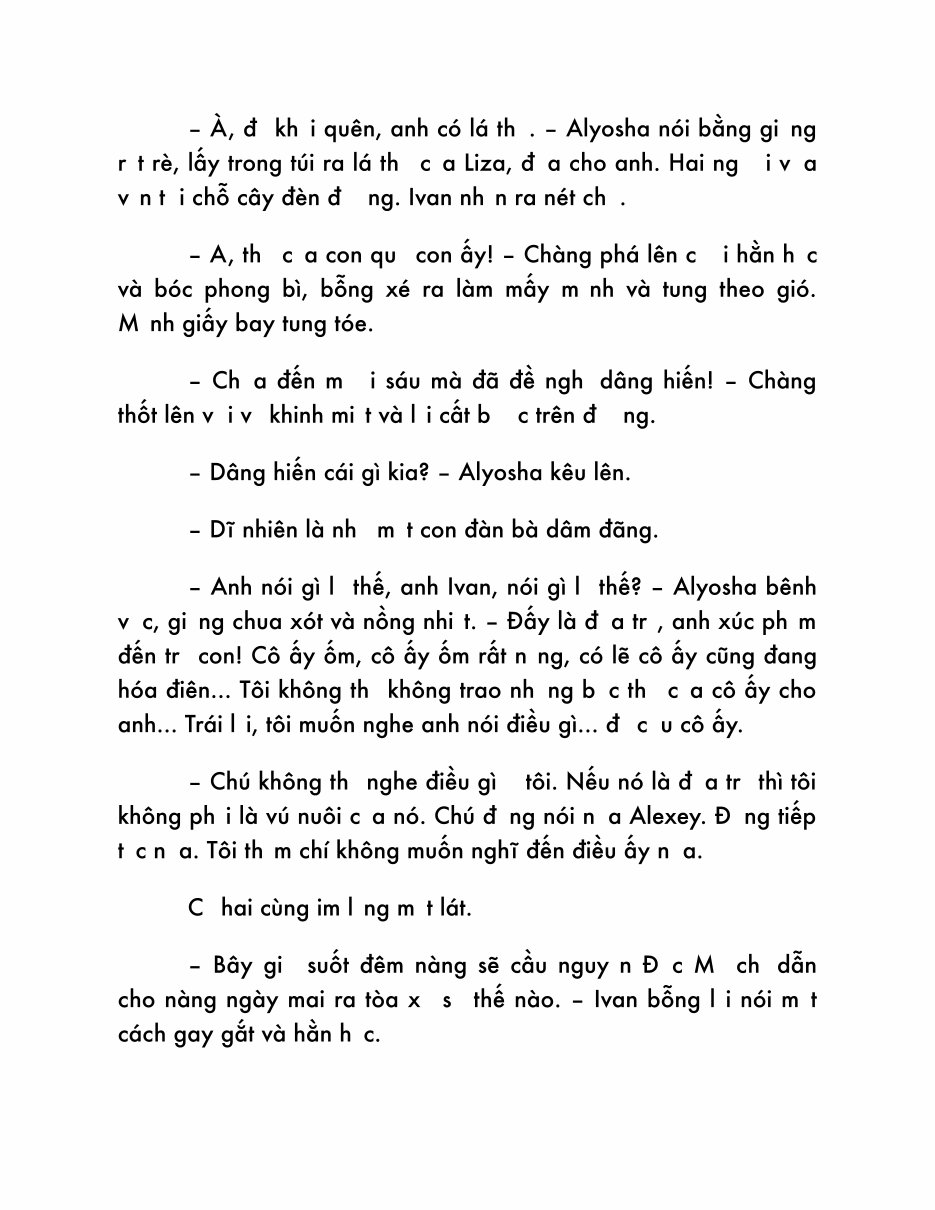 – À, đ kh i quên, anh có lá th . – Alyosha nói bằng gi ng
r t rè, lấy trong túi ra lá th c a Liza, đ a cho anh. Hai ng i v a
v n t i chỗ cây đèn đ ng. Ivan nh n ra nét ch .
– A, th c a con qu con ấy! – Chàng phá lên c i hằn h c
và bóc phong bì, bỗng xé ra làm mấy m nh và tung theo gió.
M nh giấy bay tung tóe.
– Ch a đến m i sáu mà đã đề ngh dâng hiến! – Chàng
thốt lên v i v khinh mi t và l i cất b c trên đ ng.
– Dâng hiến cái gì kia? – Alyosha kêu lên.
– Dĩ nhiên là nh m t con đàn bà dâm đãng.
– Anh nói gì l thế, anh Ivan, nói gì l thế? – Alyosha bênh
v c, gi ng chua xót và nồng nhi t. – Đấy là đ a tr , anh xúc ph m
đến tr con! Cô ấy ốm, cô ấy ốm rất n ng, có lẽ cô ấy cũng đang
hóa điên... Tôi không th không trao nh ng b c th c a cô ấy cho
anh... Trái l i, tôi muốn nghe anh nói điều gì... đ c u cô ấy.
– Chú không th nghe điều gì tôi. Nếu nó là đ a tr thì tôi
không ph i là vú nuôi c a nó. Chú đ ng nói n a Alexey. Đ ng tiếp
t c n a. Tôi th m chí không muốn nghĩ đến điều ấy n a.
C hai cùng im l ng m t lát.
– Bây gi suốt đêm nàng sẽ cầu nguy n Đ c M ch dẫn
cho nàng ngày mai ra tòa x s thế nào. – Ivan bỗng l i nói m t
cách gay gắt và hằn h c.